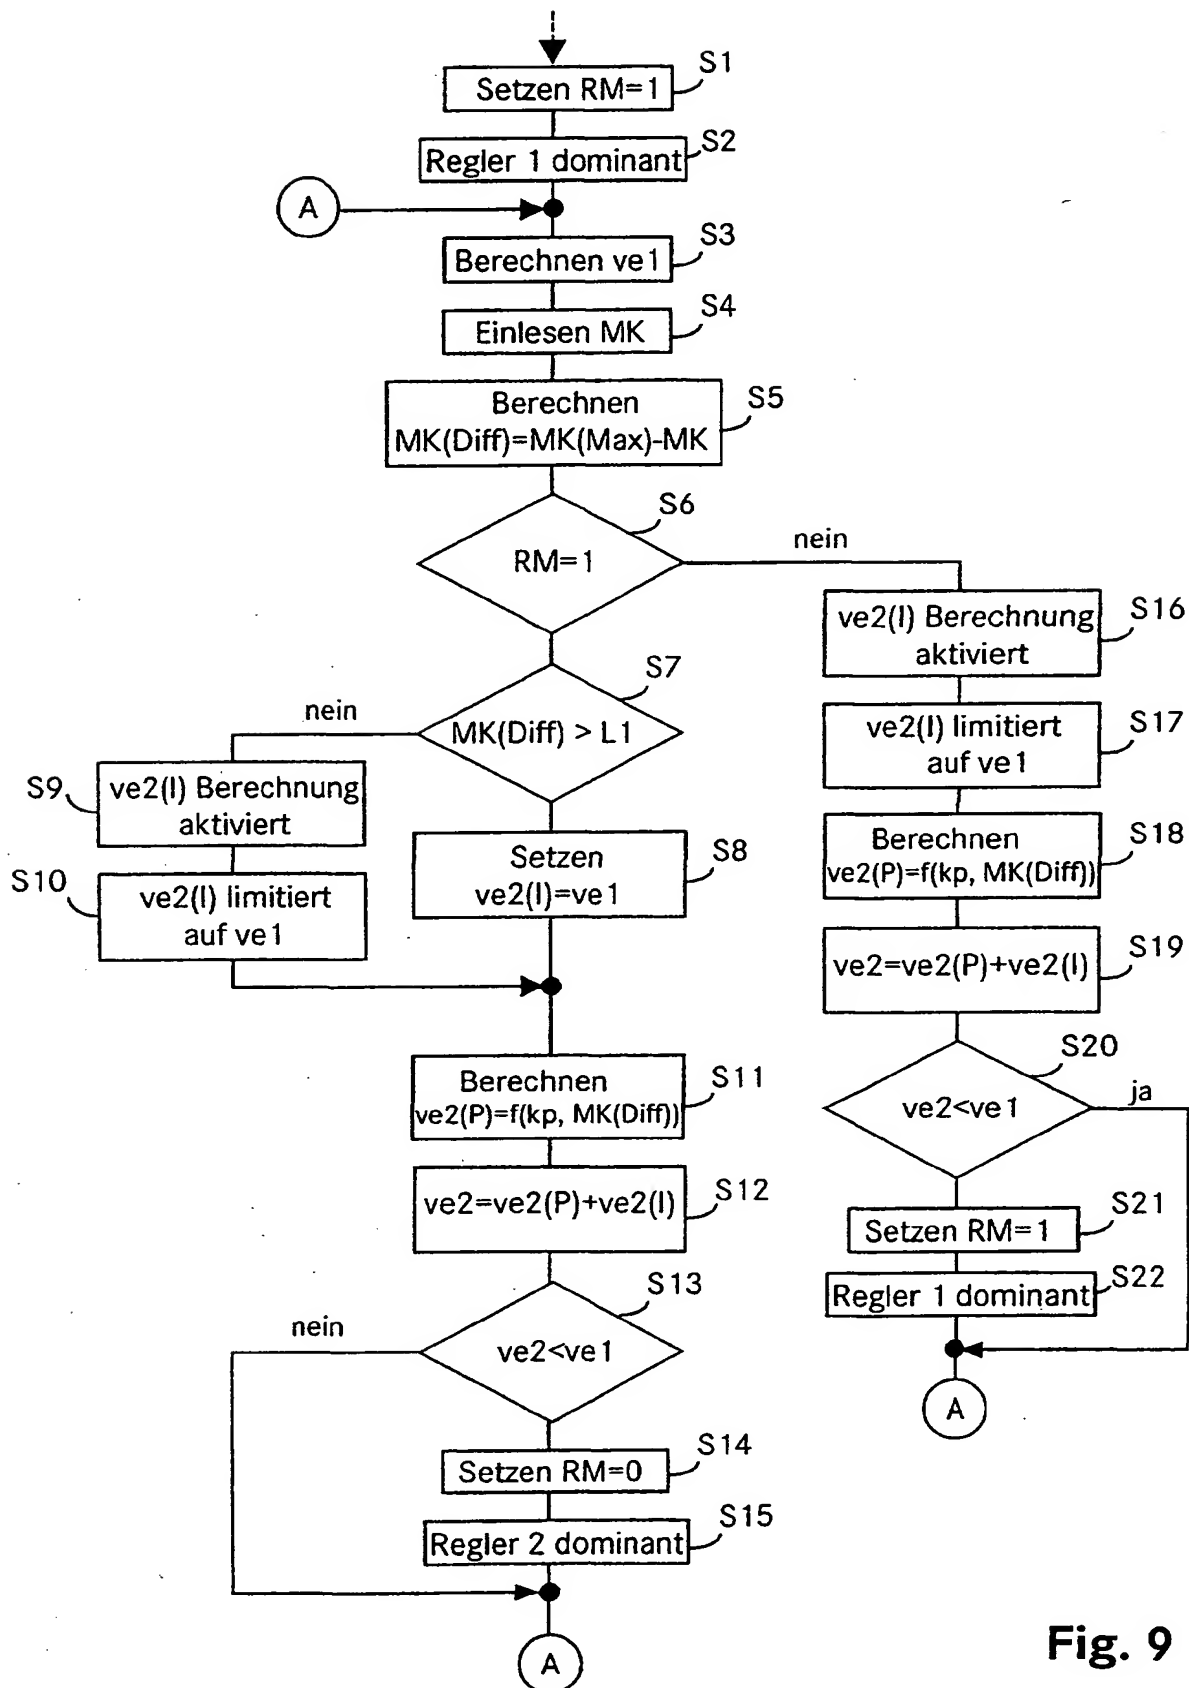 S1
Setzen RM=1
S2
Regler 1 dominant
A
S3
Berechnen ve1
S4
Einlesen MK
S5
Berechnen
MK(Diff)=MK(Max)-MK
S6
RM=1
nein
S7
MK(Diff) > L1
nein
S9
ve2(I) Berechnung
aktiviert
S10
ve2(I) limitiert
auf ve1
S8
Setzen
ve2(I)=ve1
S11
Berechnen
ve2(P)=f(kp, MK(Diff))
S12
ve2=ve2(P)+ve2(I)
S13
ve2<ve1
nein
S14
Setzen RM=0
S15
Regler 2 dominant
A
S16
ve2(I) Berechnung
aktiviert
S17
ve2(I) limitiert
auf ve1
S18
Berechnen
ve2(P)=f(kp, MK(Diff))
S19
ve2=ve2(P)+ve2(I)
S20
ve2<ve1
ja
S21
Setzen RM=1
S22
Regler 1 dominant
A
Fig. 9